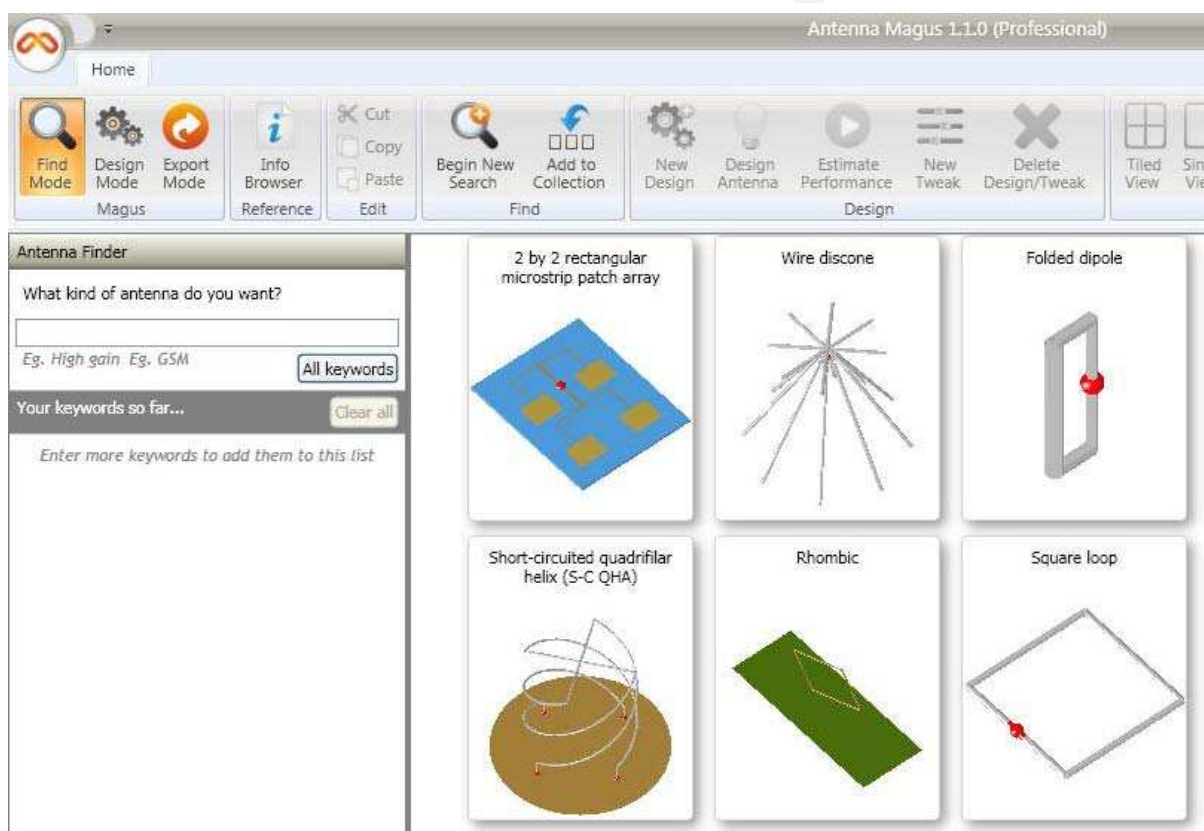 Antenna Magus 1.1.0 (Professional)
Home
Find
Mode
Design
Mode
Export
Mode
Magus
Info
Browser
Reference
Cut
Copy
Paste
Edit
Begin New
Search
Add to
Collection
Find
New
Design
Design
Antenna
Estimate
Performance
New
Tweak
Delete
Design/Tweak
Design
Tiled
View
Antenna Finder
What kind of antenna do you want?
Eg. High gain Eg. GSM
All keywords
Your keywords so far...
Clear all
Enter more keywords to add them to this list
2 by 2 rectangular
microstrip patch array
Wire discone
Folded dipole
Short-circuited quadrifilar
helix (S-C QHA)
Rhombic
Square loop